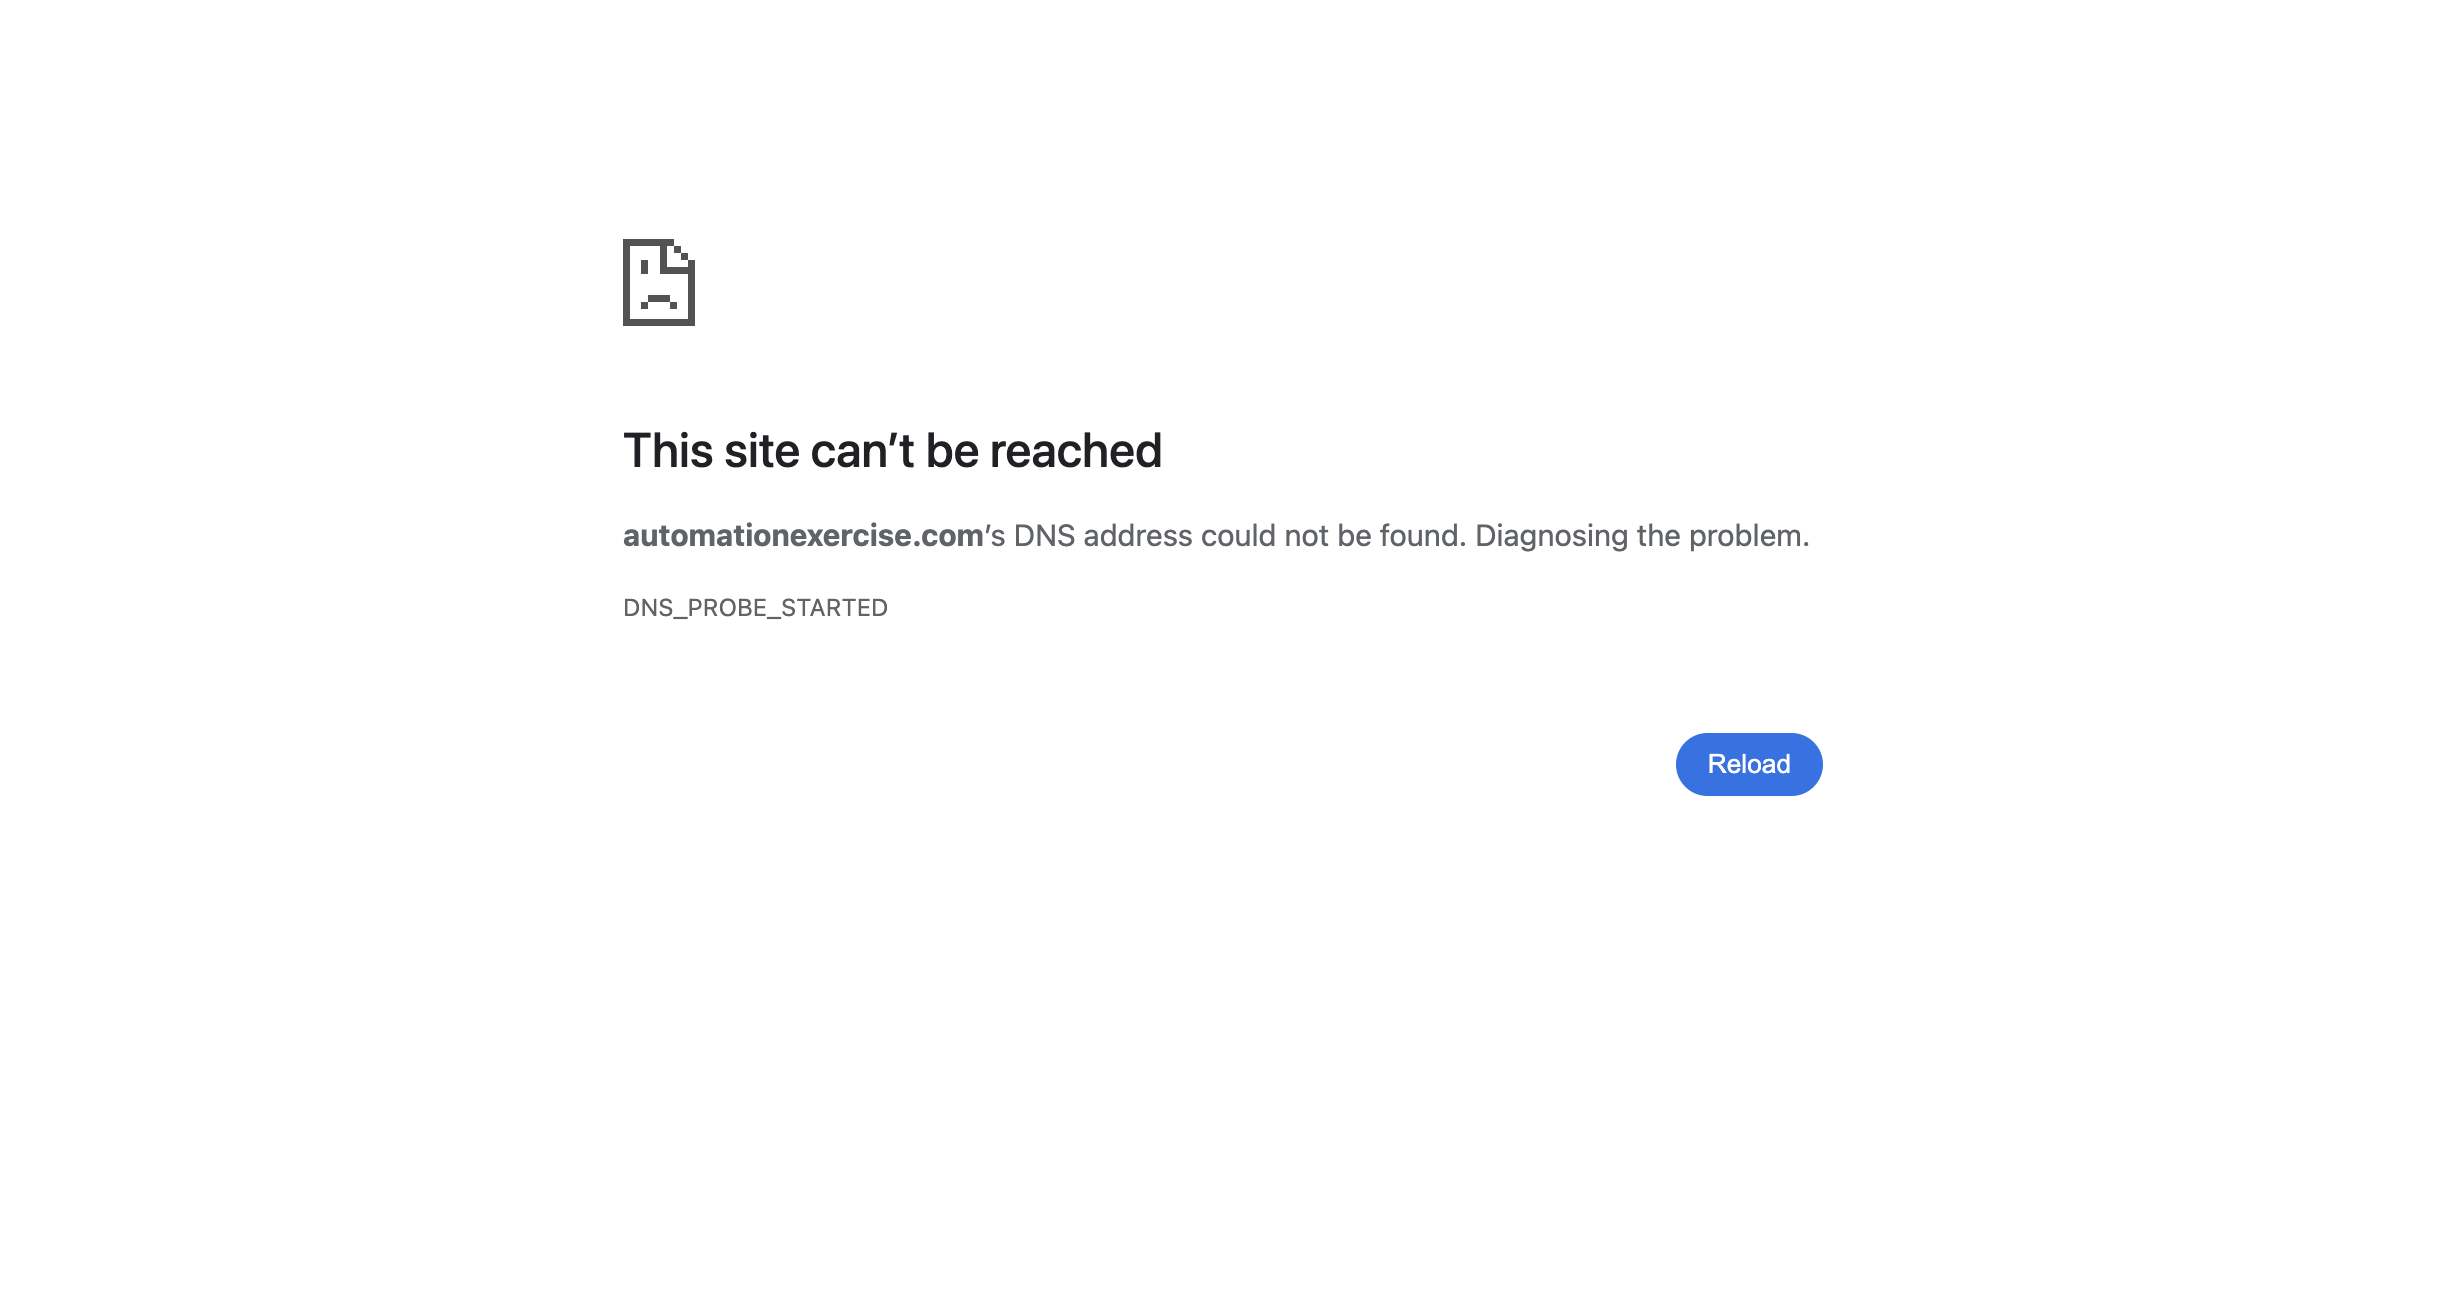 This site can’t be reached
automationexercise.com’s DNS address could not be found. Diagnosing the problem.
DNS_PROBE_STARTED
Reload